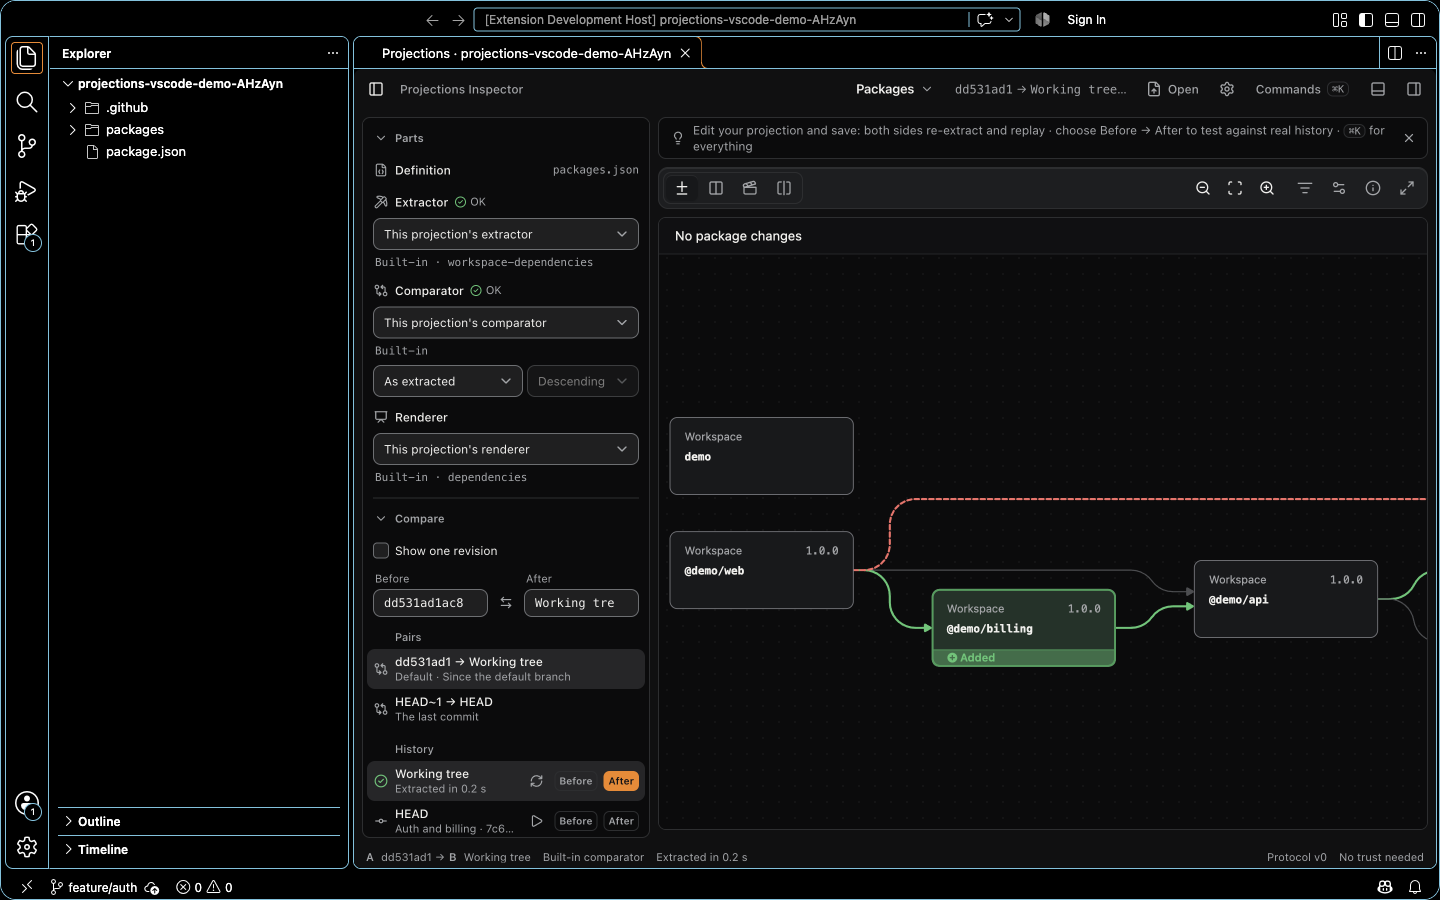 [Extension Development Host] projections-vscode-demo-AHzAyn
Sign In
Explorer
projections-vscode-demo-AHzAyn
.github
packages
package.json
1
1
Outline
Timeline
Projections · projections-vscode-demo-AHzAyn
Projections Inspector
Packages
dd531ad1 → Working tree…
Open
Commands
⌘K
Parts
Definition packages.json
Extractor OK
This projection's extractor
Built-in · workspace-dependencies
Comparator OK
This projection's comparator
Built-in
As extracted
Descending
Renderer
This projection's renderer
Built-in · dependencies
Compare
Show one revision
Before After
dd531ad1ac8 Working tre
Pairs
dd531ad1 → Working tree
Default · Since the default branch
HEAD~1 → HEAD
The last commit
History
Working tree
Extracted in 0.2 s
Before After
HEAD
Auth and billing · 7c6…
Before After
Edit your projection and save: both sides re-extract and replay · choose Before → After to test against real history · ⌘K for
everything
No package changes
Workspace
demo
Workspace 1.0.0
@demo/web
Workspace 1.0.0
@demo/billing
Added
Workspace 1.0.0
@demo/api
A dd531ad1 → B Working tree Built-in comparator Extracted in 0.2 s
Protocol v0 No trust needed
feature/auth 0 0